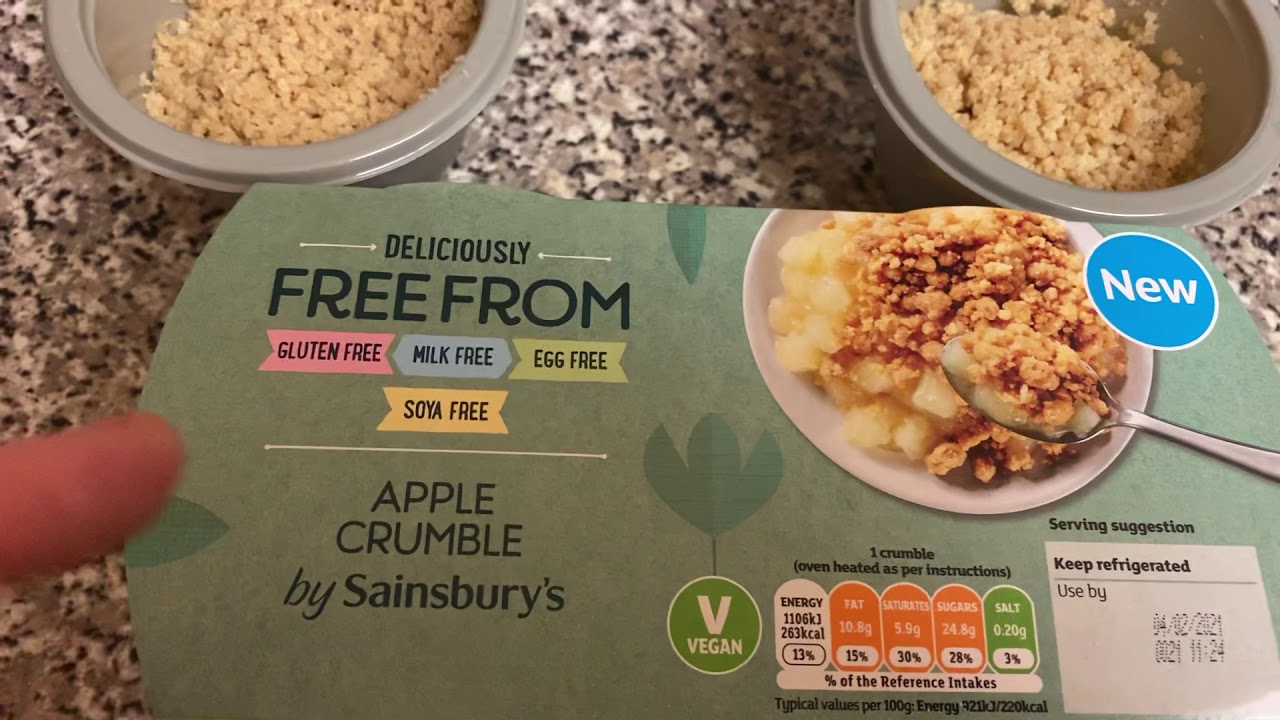 DELICIOUSLY
FREE FROM
GLUTEN FREE MILK FREE EGG FREE
SOYA FREE
APPLE
CRUMBLE
by Sainsbury's
New
Serving suggestion
Keep refrigerated
Use by
04/02/2021
0021 11:24
1 crumble
(oven heated as per instructions)
ENERGY FAT SATURATES SUGARS SALT
1106kJ
263kcal 10.8g 5.9g 24.8g 0.20g
13% 15% 30% 28% 3%
% of the Reference Intakes
Typical values per 100g: Energy 921kJ/220kcal
V
VEGAN